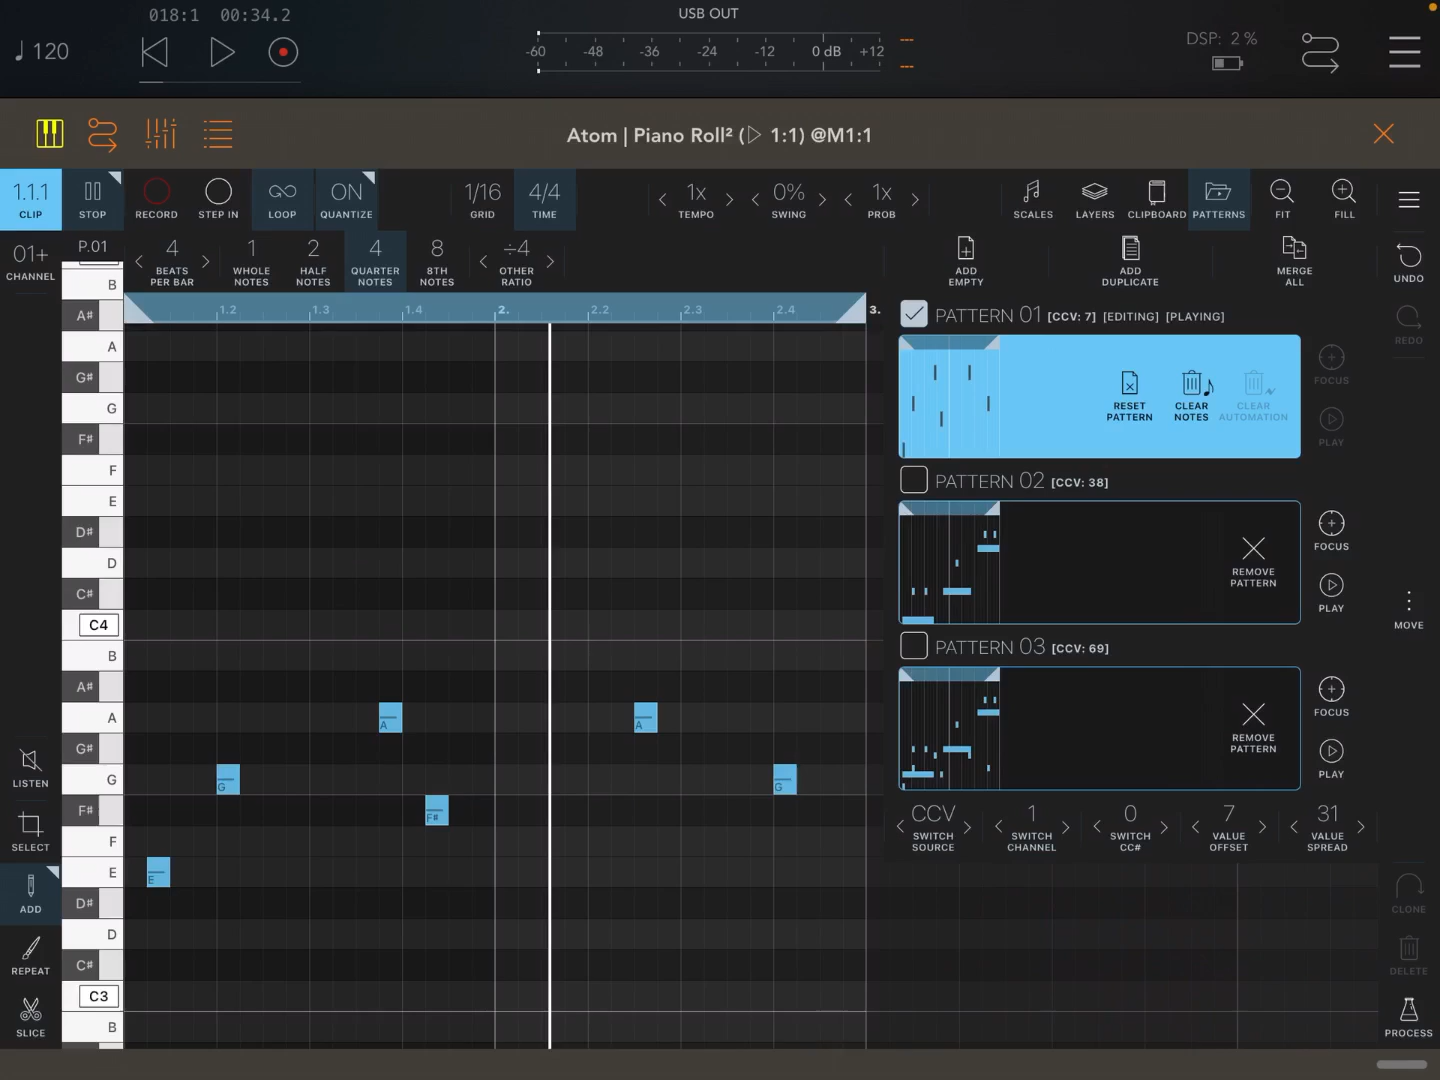 018:1 00:34.2
USB OUT
120
-60 -48 -36 -24 -12 0 dB +12
DSP: 2 %
Atom | Piano Roll² (▷ 1:1) @M1:1
1.1.1
CLIP
STOP
RECORD
STEP IN
LOOP
ON
QUANTIZE
1/16
GRID
4/4
TIME
1x
TEMPO
0%
SWING
1x
PROB
SCALES
LAYERS
CLIPBOARD
PATTERNS
FIT
FILL
01+
CHANNEL
P.01
4
BEATS
PER BAR
1
WHOLE
NOTES
2
HALF
NOTES
4
QUARTER
NOTES
8
8TH
NOTES
÷4
OTHER
RATIO
ADD
EMPTY
ADD
DUPLICATE
MERGE
ALL
UNDO
REDO
1.2 1.3 1.4 2. 2.2 2.3 2.4 3.
B
A#
A
G#
G
F#
F
E
D#
D
C#
C4
B
A#
A
G#
G
F#
F
E
D#
D
C#
C3
B
A
A
G
G
F#
E
PATTERN 01 [CCV: 7] [EDITING] [PLAYING]
RESET
PATTERN
CLEAR
NOTES
CLEAR
AUTOMATION
FOCUS
PLAY
PATTERN 02 [CCV: 38]
REMOVE
PATTERN
FOCUS
PLAY
PATTERN 03 [CCV: 69]
REMOVE
PATTERN
FOCUS
PLAY
CCV
SWITCH
SOURCE
1
SWITCH
CHANNEL
0
SWITCH
CC#
7
VALUE
OFFSET
31
VALUE
SPREAD
MOVE
LISTEN
SELECT
ADD
REPEAT
SLICE
CLONE
DELETE
PROCESS